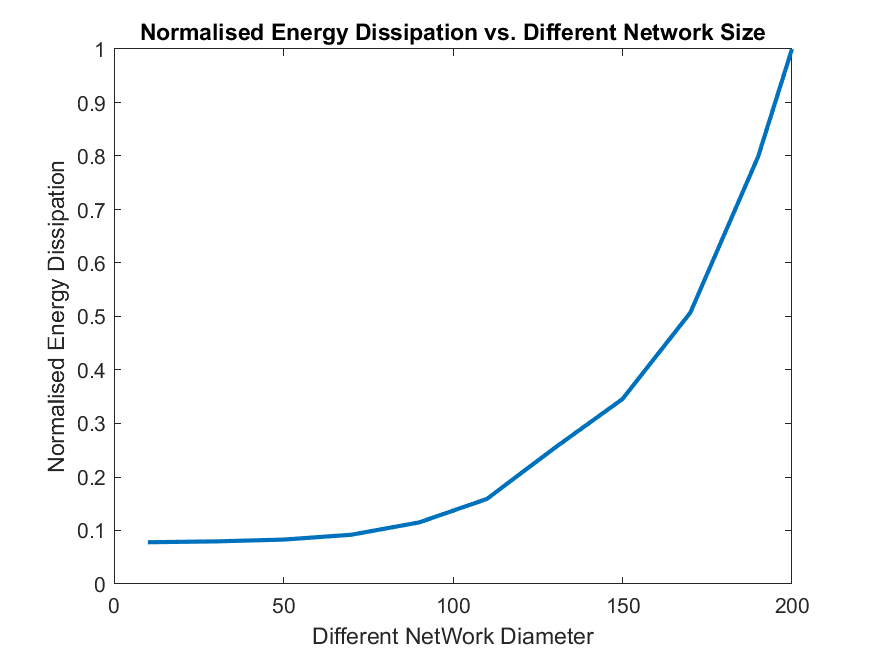 Normalised Energy Dissipation vs. Different Network Size
Normalised Energy Dissipation
1
0.9
0.8
0.7
0.6
0.5
0.4
0.3
0.2
0.1
0
0 50 100 150 200
Different NetWork Diameter